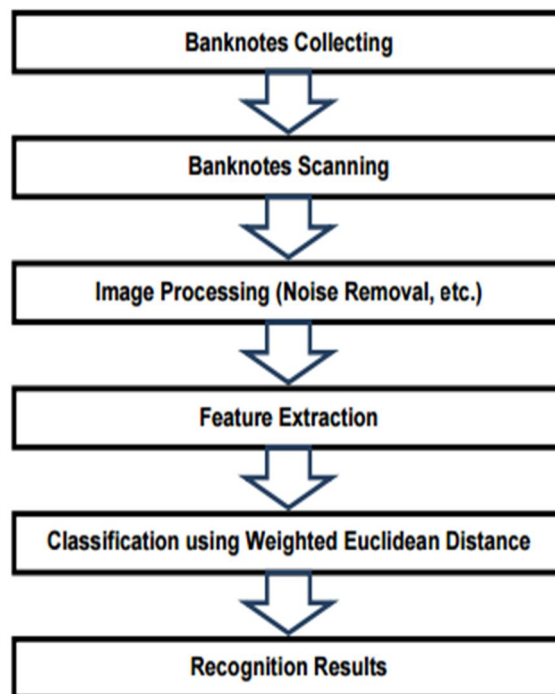 Banknotes Collecting
Banknotes Scanning
Image Processing (Noise Removal, etc.)
Feature Extraction
Classification using Weighted Euclidean Distance
Recognition Results